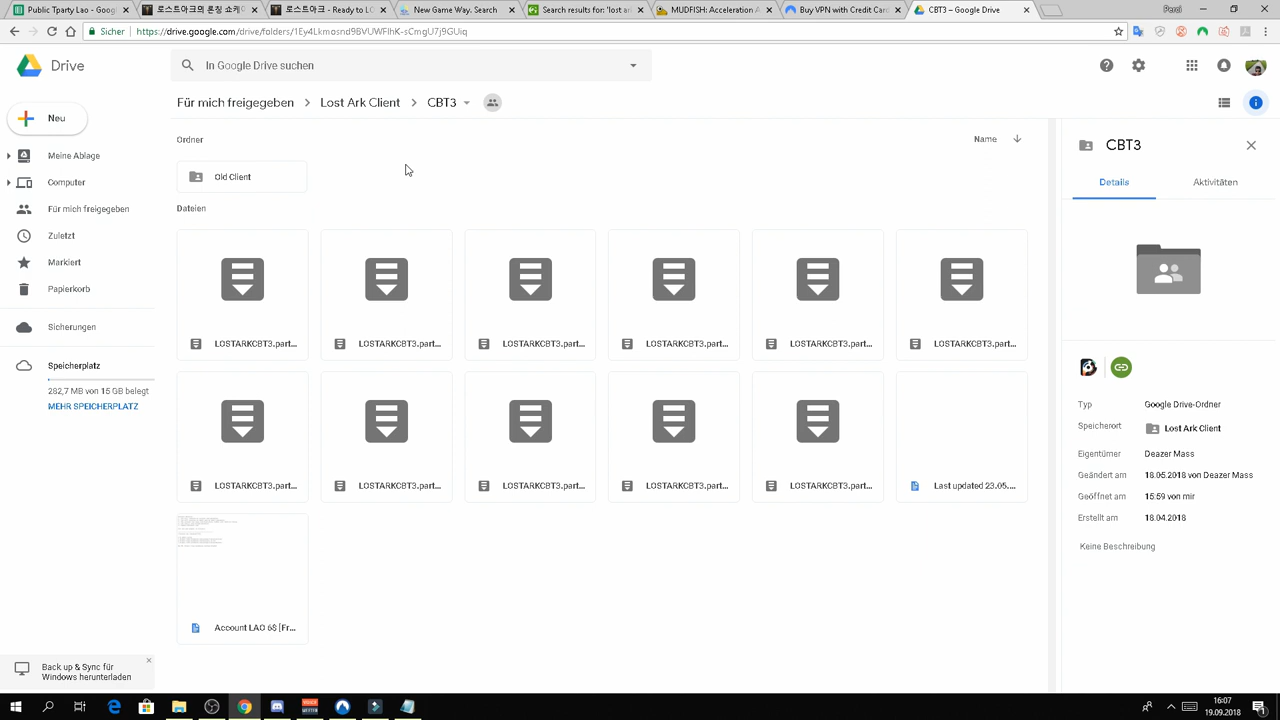 Public Tparty Lao - Goog
로스트아크의 운영 소키
로스트아크 - Ready to LO
New Game Way. Search
Search results for: 'lost ar
MUDFISH: Acceleration A
Buy VPN with Credit Card
CBT3 – Google Drive
Sicher
https://drive.google.com/drive/folders/1Ey4Lkmosnd9BVUWFIhK-sCmgU7j9GUiq
Drive
In Google Drive suchen
Für mich freigegeben > Lost Ark Client > CBT3
Neu
Meine Ablage
Computer
Für mich freigegeben
Zuletzt
Markiert
Papierkorb
Sicherungen
Speicherplatz
282,7 MB von 15 GB belegt
MEHR SPEICHERPLATZ
Back up & Sync für
Windows herunterladen
Ordner
Name
Old Client
Dateien
LOSTARKCBT3.part...
LOSTARKCBT3.part...
LOSTARKCBT3.part...
LOSTARKCBT3.part...
LOSTARKCBT3.part...
LOSTARKCBT3.part...
LOSTARKCBT3.part...
LOSTARKCBT3.part...
LOSTARKCBT3.part...
LOSTARKCBT3.part...
LOSTARKCBT3.part...
Last updated 23.05....
Account LAO 6$ [Fr...
CBT3
Details
Aktivitäten
Typ
Google Drive-Ordner
Speicherort
Lost Ark Client
Eigentümer
Deazer Mass
Geändert am
18.05.2018 von Deazer Mass
Geöffnet am
15:59 von mir
Erstellt am
18.04.2018
Keine Beschreibung
16:07
19.09.2018